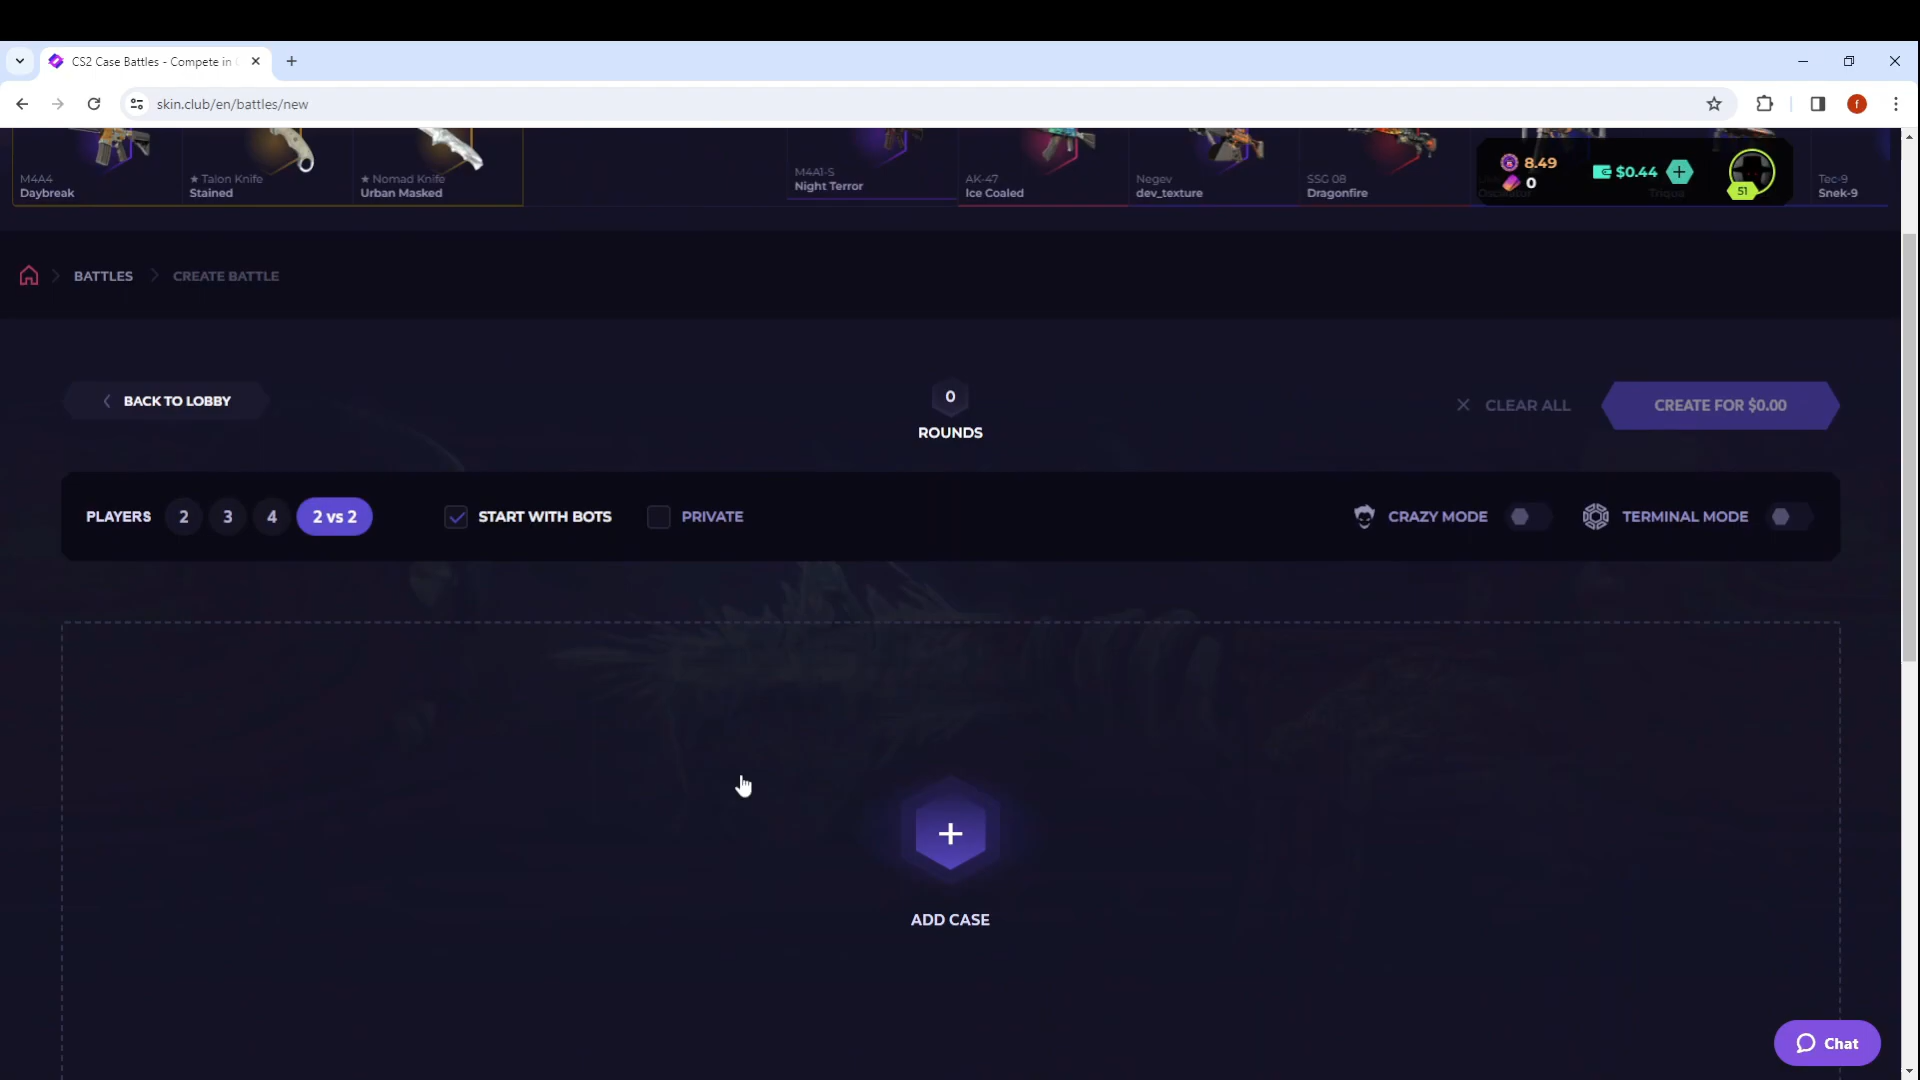 CS2 Case Battles - Compete in
skin.club/en/battles/new
f
M4A4
Daybreak
★ Talon Knife
Stained
★ Nomad Knife
Urban Masked
M4A1-S
Night Terror
AK-47
Ice Coaled
Negev
dev_texture
SSG 08
Dragonfire
8.49
0
$0.44
51
Tec-9
Snek-9
BATTLES
CREATE BATTLE
BACK TO LOBBY
0
ROUNDS
CLEAR ALL
CREATE FOR $0.00
PLAYERS 2 3 4 2 vs 2
START WITH BOTS
PRIVATE
CRAZY MODE
TERMINAL MODE
ADD CASE
Chat